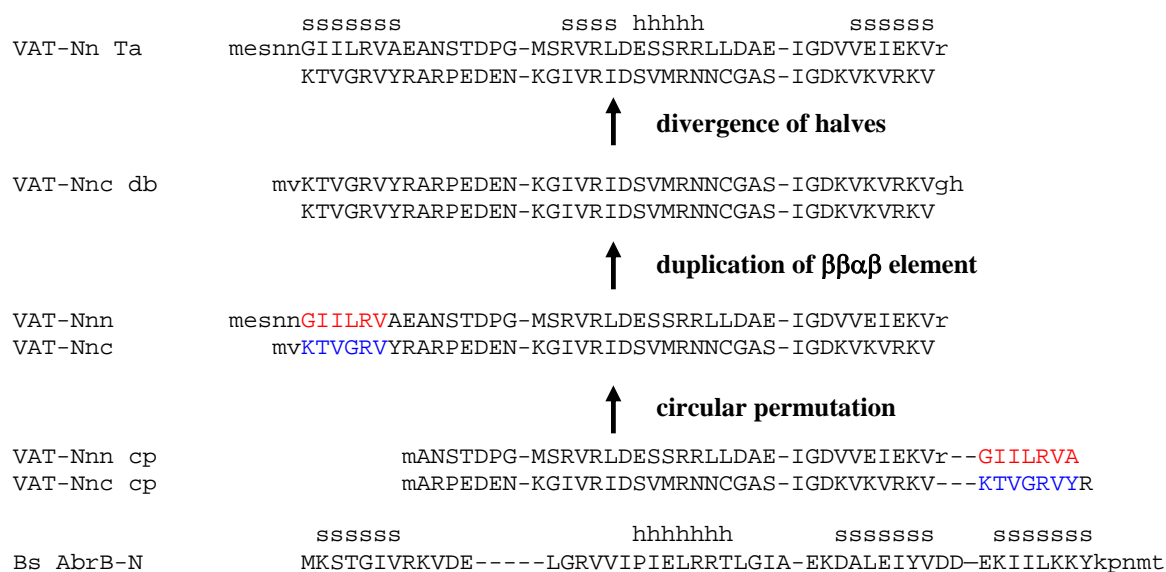 sssssss ssss hhhhh ssssss
VAT-Nn Ta mesnnGIILRVAEANSTDPG-MSRVRLDESSRRLLDAE-IGDVVEIEKVr
KTVGRVYRARPEDEN-KGIVRIDSVMRNNCGAS-IGDKVKVRKV
divergence of halves
VAT-Nnc db mvKTVGRVYRARPEDEN-KGIVRIDSVMRNNCGAS-IGDKVKVRKVgh
KTVGRVYRARPEDEN-KGIVRIDSVMRNNCGAS-IGDKVKVRKV
duplication of ββαβ element
VAT-Nnn mesnnGIILRVAEANSTDPG-MSRVRLDESSRRLLDAE-IGDVVEIEKVr
VAT-Nnc mvKTVGRVYRARPEDEN-KGIVRIDSVMRNNCGAS-IGDKVKVRKV
circular permutation
VAT-Nnn cp mANSTDPG-MSRVRLDESSRRLLDAE-IGDVVEIEKVr--GIILRVA
VAT-Nnc cp mARPEDEN-KGIVRIDSVMRNNCGAS-IGDKVKVRKV---KTVGRVYR
ssssss hhhhhhh sssssss sssssss
Bs AbrB-N MKSTGIVRKVDE-----LGRVVIPIELRRTLGIA-EKDALEIYVDD–EKIILKKYkpnmt